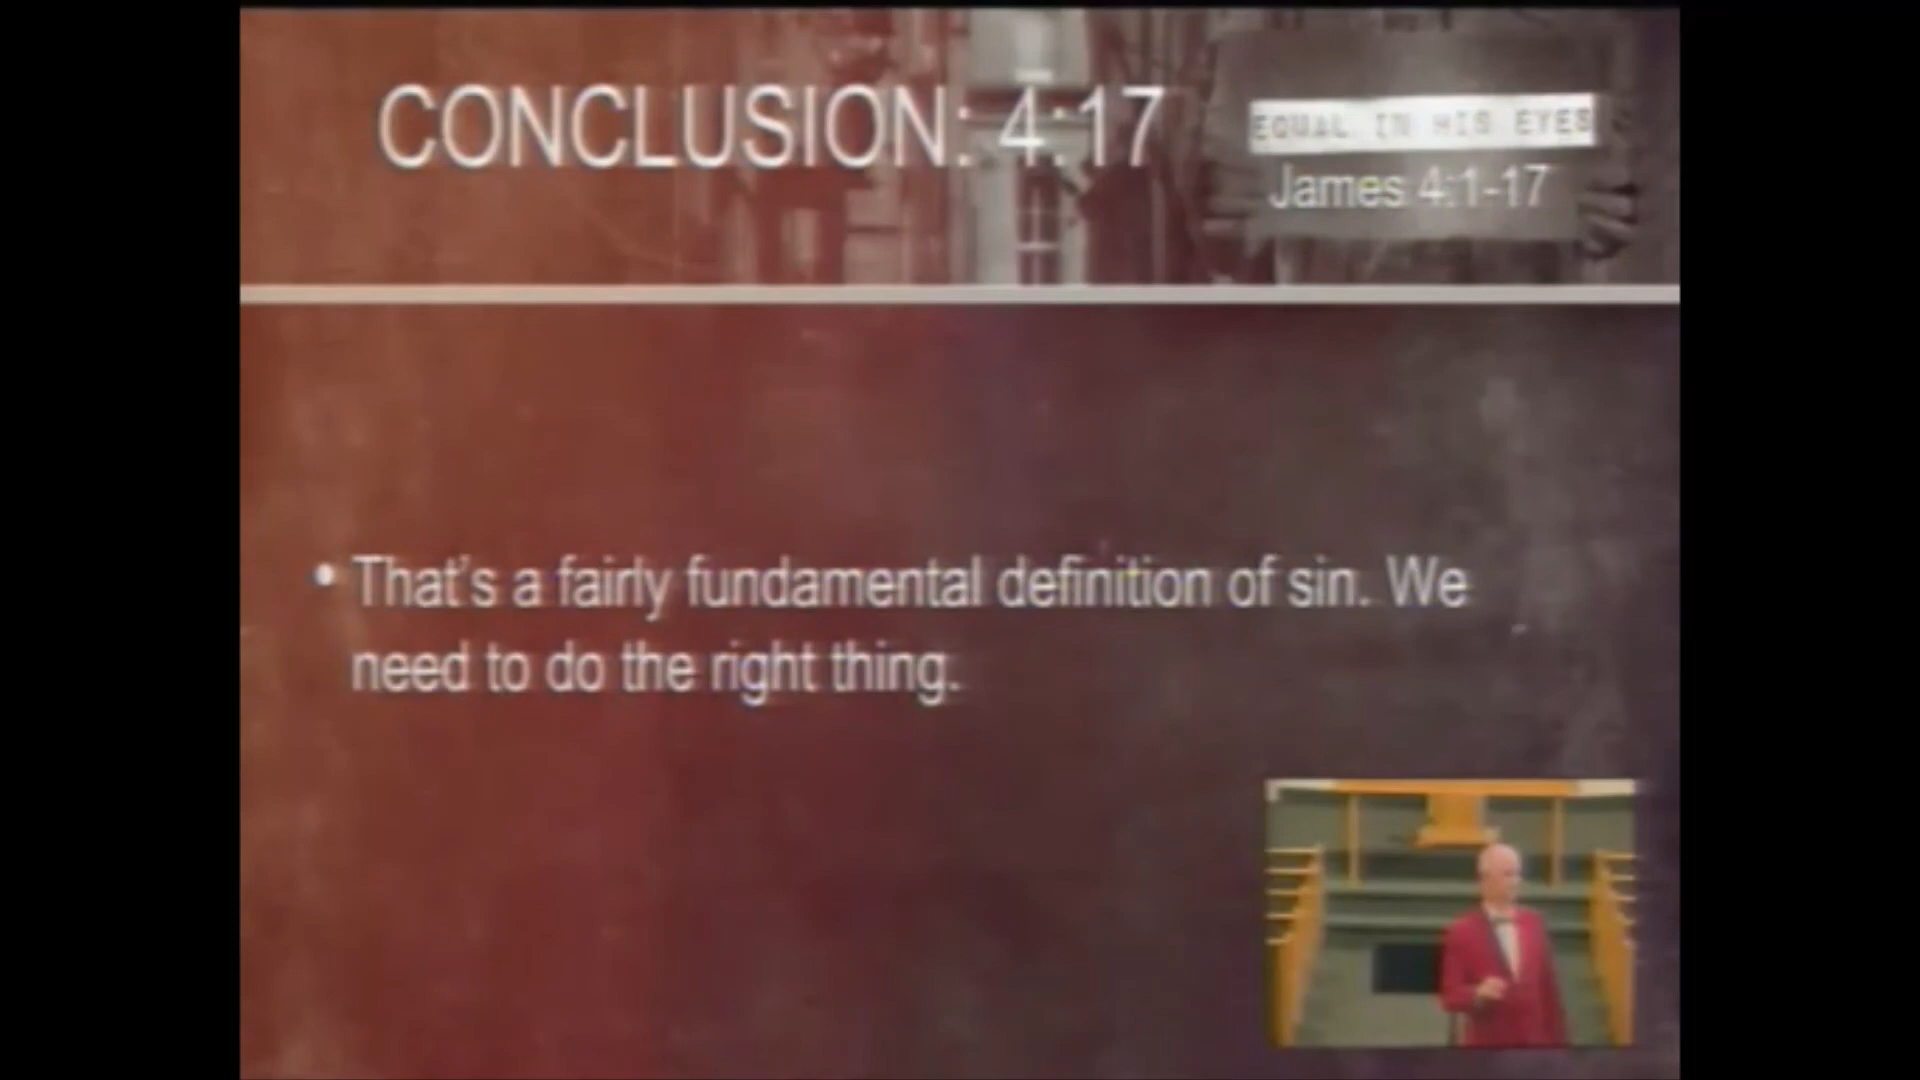 CONCLUSION: 4:17
EQUAL IN HIS EYES
James 4:1-17
• That's a fairly fundamental definition of sin. We
need to do the right thing.